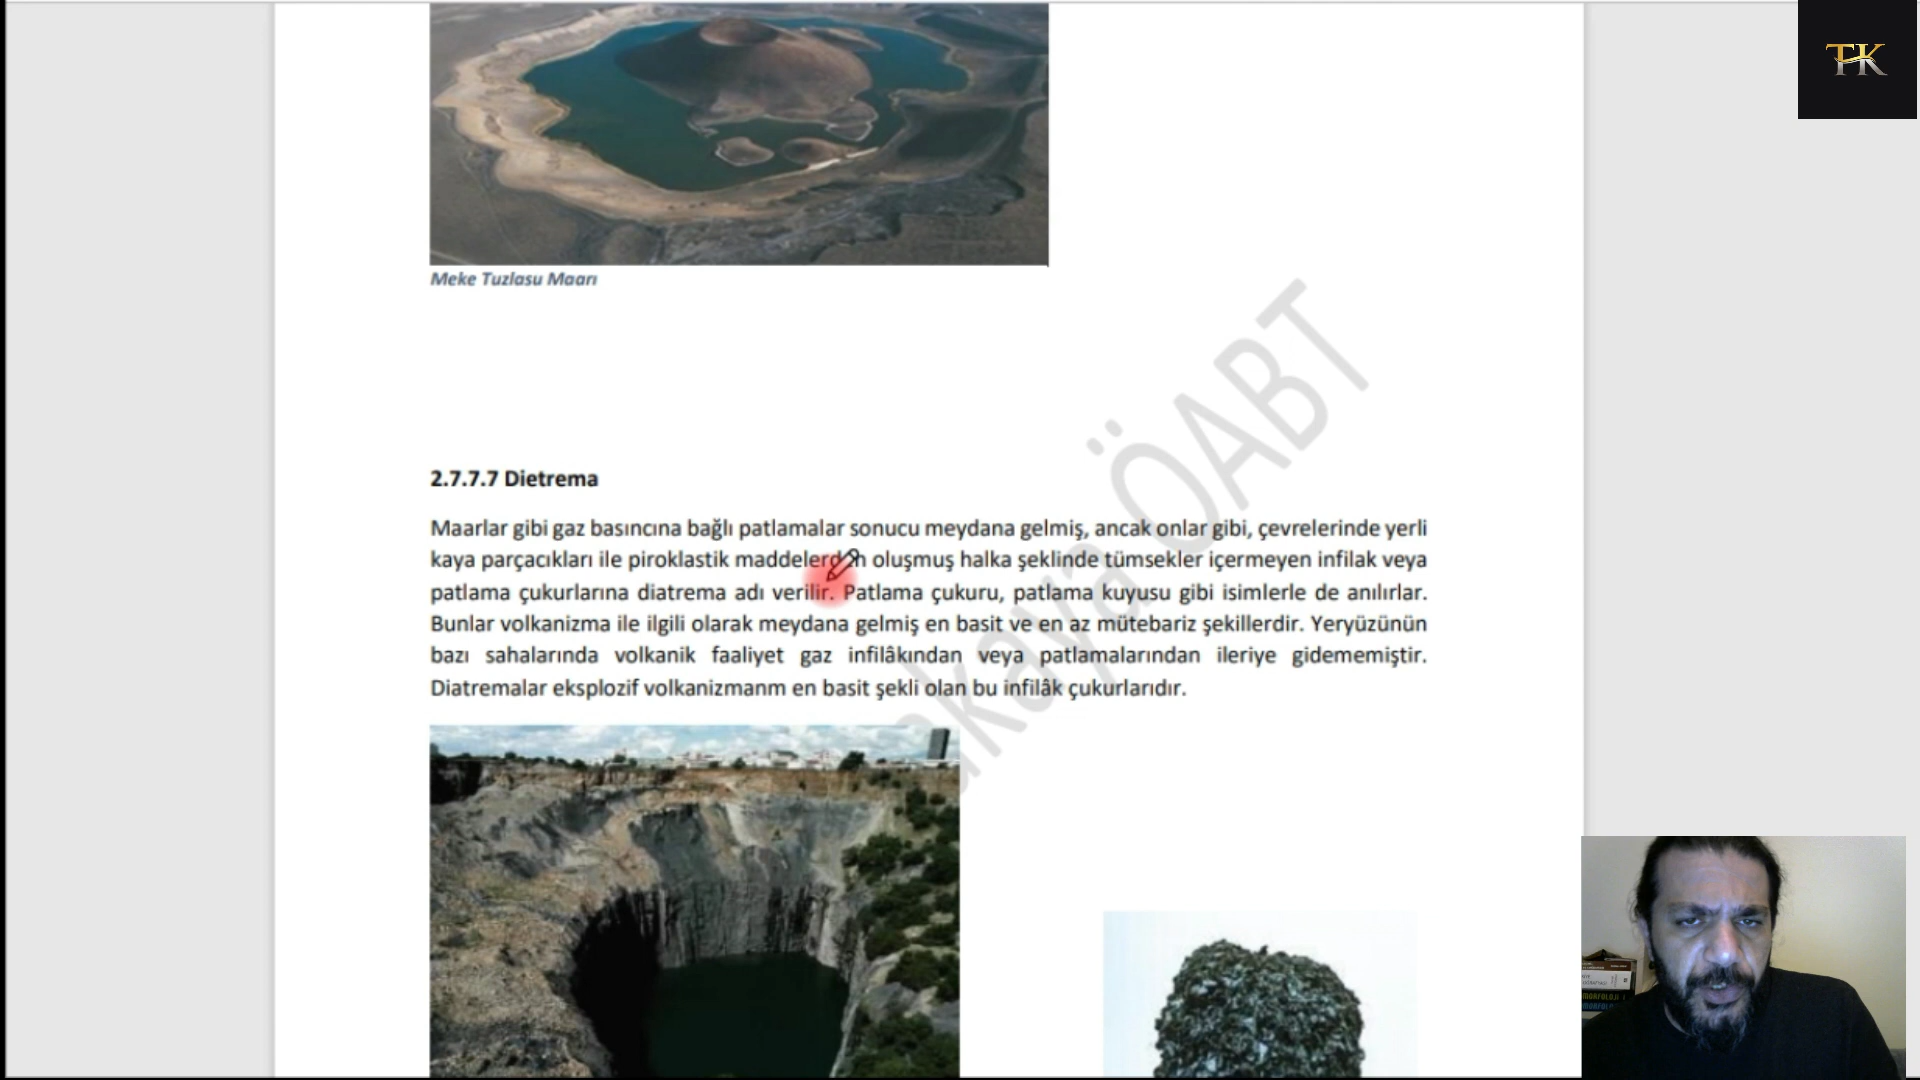 TK
Meke Tuzlasu Maarı
akaya ÖABT
2.7.7.7 Dietrema
Maarlar gibi gaz basıncına bağlı patlamalar sonucu meydana gelmiş, ancak onlar gibi, çevrelerinde yerli
kaya parçacıkları ile piroklastik maddelerden oluşmuş halka şeklinde tümsekler içermeyen infilak veya
patlama çukurlarına diatrema adı verilir. Patlama çukuru, patlama kuyusu gibi isimlerle de anılırlar.
Bunlar volkanizma ile ilgili olarak meydana gelmiş en basit ve en az mütebariz şekillerdir. Yeryüzünün
bazı sahalarında volkanik faaliyet gaz infilâkından veya patlamalarından ileriye gidememiştir.
Diatremalar eksplozif volkanizmanm en basit şekli olan bu infilâk çukurlarıdır.